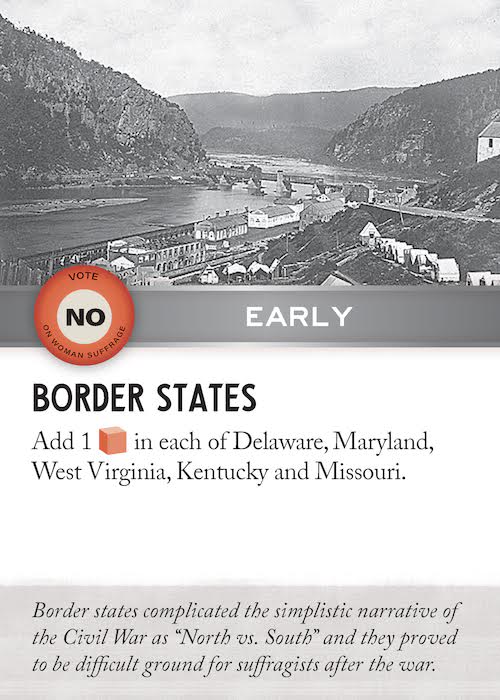 VOTE
NO
ON WOMAN SUFFRAGE
EARLY
BORDER STATES
Add 1 in each of Delaware, Maryland,
West Virginia, Kentucky and Missouri.
Border states complicated the simplistic narrative of
the Civil War as “North vs. South” and they proved
to be difficult ground for suffragists after the war.